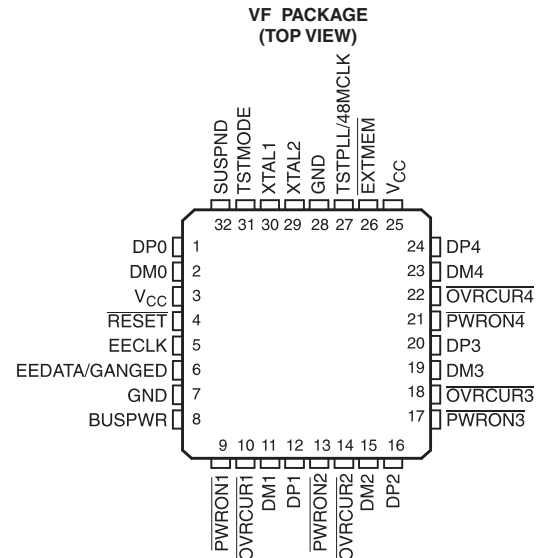 VF PACKAGE
(TOP VIEW)
SUSPND
TSTMODE
XTAL1
XTAL2
GND
TSTPLL/48MCLK
EXTMEM
VCC
32 31 30 29 28 27 26 25
DP0 1
DM0 2
VCC 3
RESET 4
EECLK 5
EEDATA/GANGED 6
GND 7
BUSPWR 8
24 DP4
23 DM4
22 OVRCUR4
21 PWRON4
20 DP3
19 DM3
18 OVRCUR3
17 PWRON3
9 10 11 12 13 14 15 16
PWRON1
OVRCUR1
DM1
DP1
PWRON2
OVRCUR2
DM2
DP2